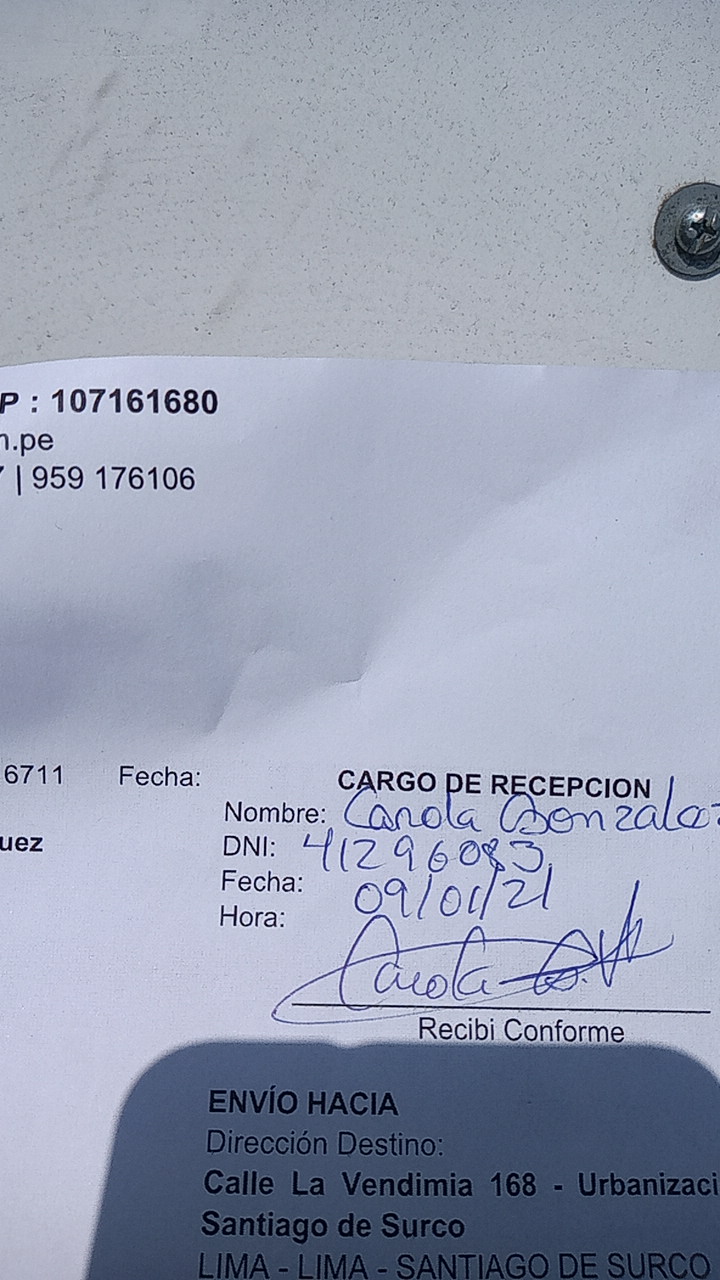 P : 107161680
n.pe
| 959 176106
6711 Fecha:
CARGO DE RECEPCION
Nombre: Carola Gonzalez
uez
DNI: 41296083
Fecha: 09/01/21
Hora:
Carola G.
Recibi Conforme
ENVÍO HACIA
Dirección Destino:
Calle La Vendimia 168 - Urbanizaci
Santiago de Surco
LIMA - LIMA - SANTIAGO DE SURCO